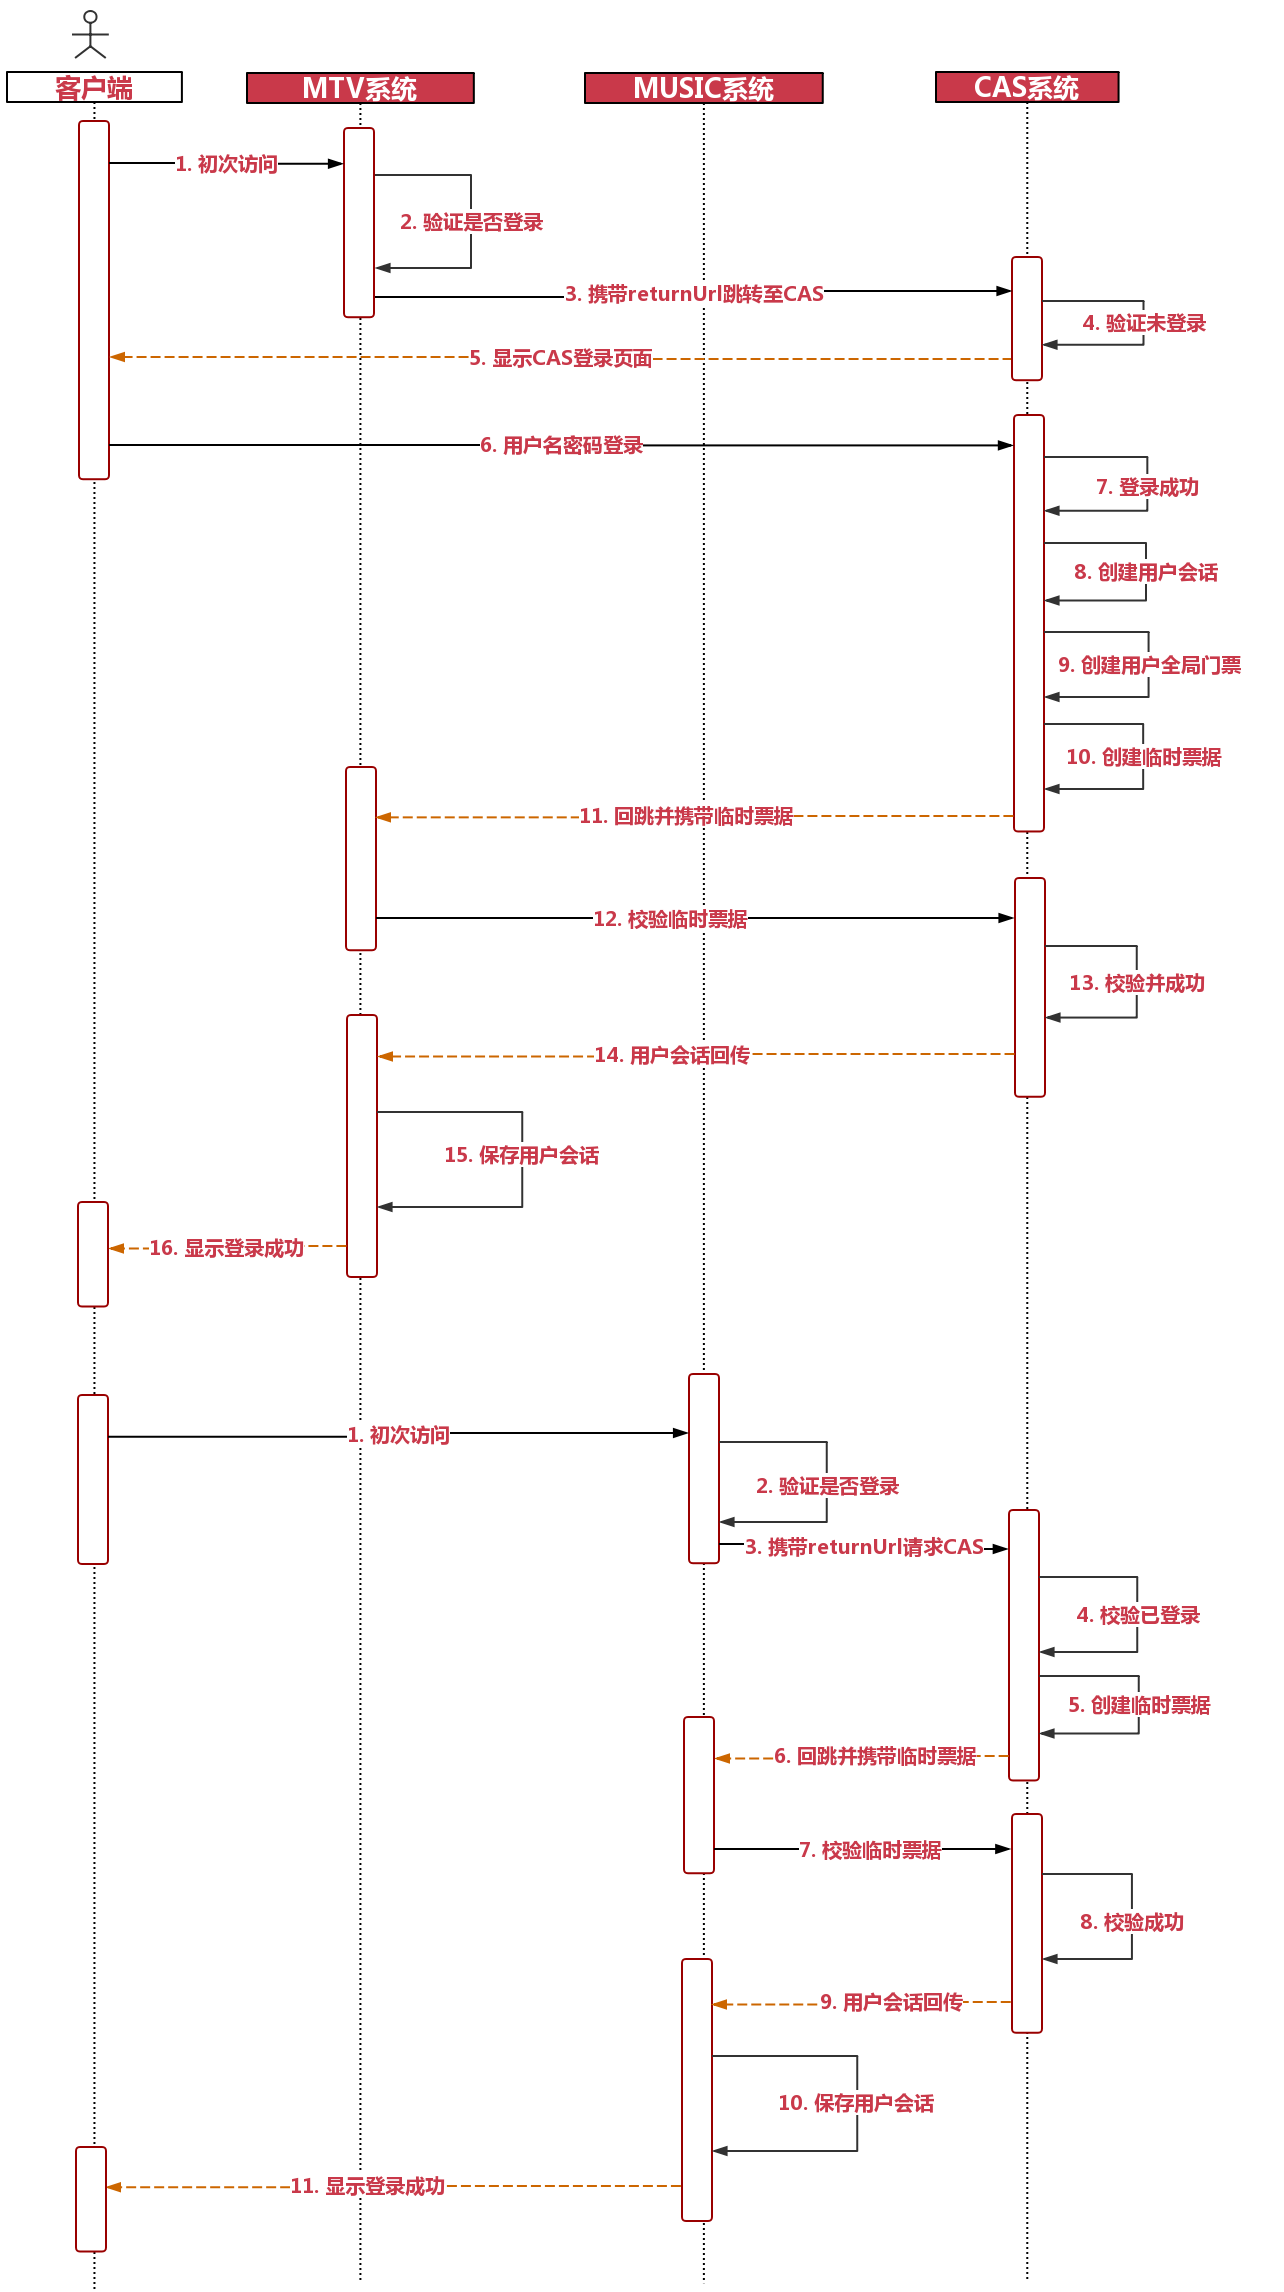 客户端
MTV系统
MUSIC系统
CAS系统
1. 初次访问
2. 验证是否登录
3. 携带returnUrl跳转至CAS
4. 验证未登录
5. 显示CAS登录页面
6. 用户名密码登录
7. 登录成功
8. 创建用户会话
9. 创建用户全局门票
10. 创建临时票据
11. 回跳并携带临时票据
12. 校验临时票据
13. 校验并成功
14. 用户会话回传
15. 保存用户会话
16. 显示登录成功
1. 初次访问
2. 验证是否登录
3. 携带returnUrl请求CAS
4. 校验已登录
5. 创建临时票据
6. 回跳并携带临时票据
7. 校验临时票据
8. 校验成功
9. 用户会话回传
10. 保存用户会话
11. 显示登录成功